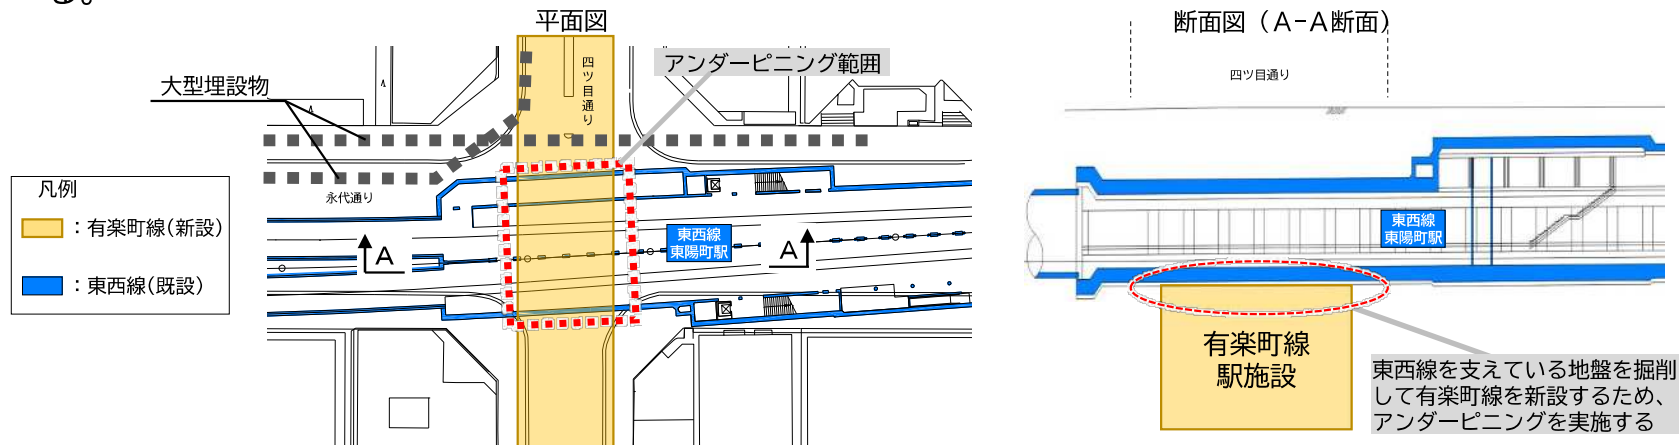 る。
平面図
断面図（A-A断面）
アンダーピニング範囲
大型埋設物
四ツ目通り
四ツ目通り
凡例
：有楽町線(新設)
：東西線(既設)
永代通り
A
A
東西線
東陽町駅
東西線
東陽町駅
有楽町線
駅施設
東西線を支えている地盤を掘削
して有楽町線を新設するため、
アンダーピニングを実施する